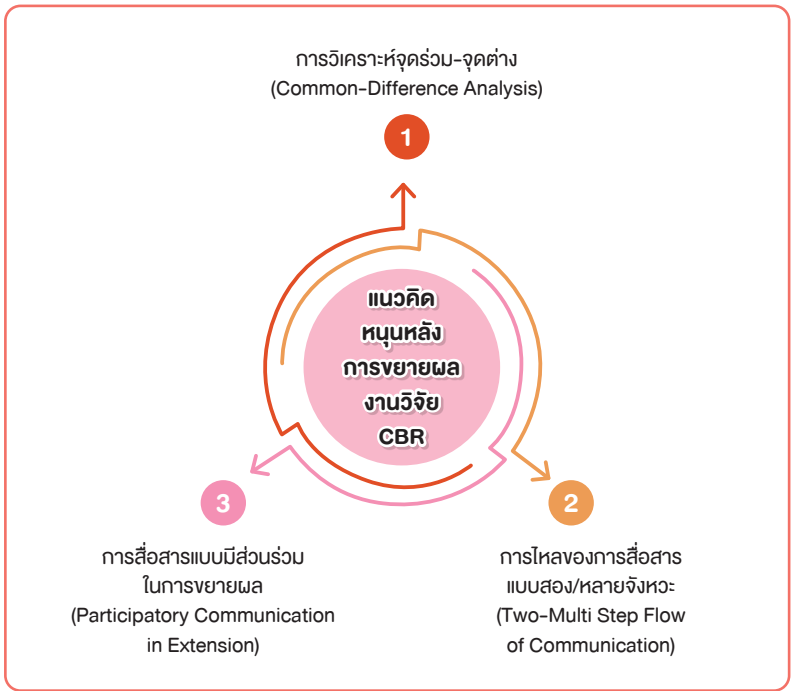 การวิเคราะห์จุดร่วม-จุดต่าง
(Common-Difference Analysis)
1
แนวคิด
หนุนหลัง
การขยายผล
งานวิจัย
CBR
3
การสื่อสารแบบมีส่วนร่วม
ในการขยายผล
(Participatory Communication
in Extension)
2
การไหลของการสื่อสาร
แบบสอง/หลายจังหวะ
(Two-Multi Step Flow
of Communication)